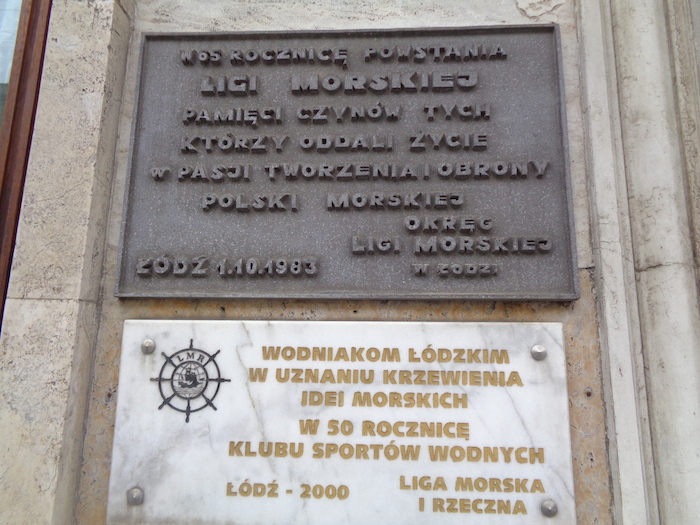 W 65 ROCZNICĘ POWSTANIA
LIGI MORSKIEJ
PAMIĘCI CZYNÓW TYCH
KTÓRZY ODDALI ŻYCIE
W PASJI TWORZENIA I OBRONY
POLSKI MORSKIEJ
OKRĘG
LIGI MORSKIEJ
ŁÓDŹ 1.10.1983 W ŁODZI
LMR
WODNIAKOM ŁÓDZKIM
W UZNANIU KRZEWIENIA
IDEI MORSKICH
W 50 ROCZNICĘ
KLUBU SPORTÓW WODNYCH
ŁÓDŹ - 2000
LIGA MORSKA
I RZECZNA